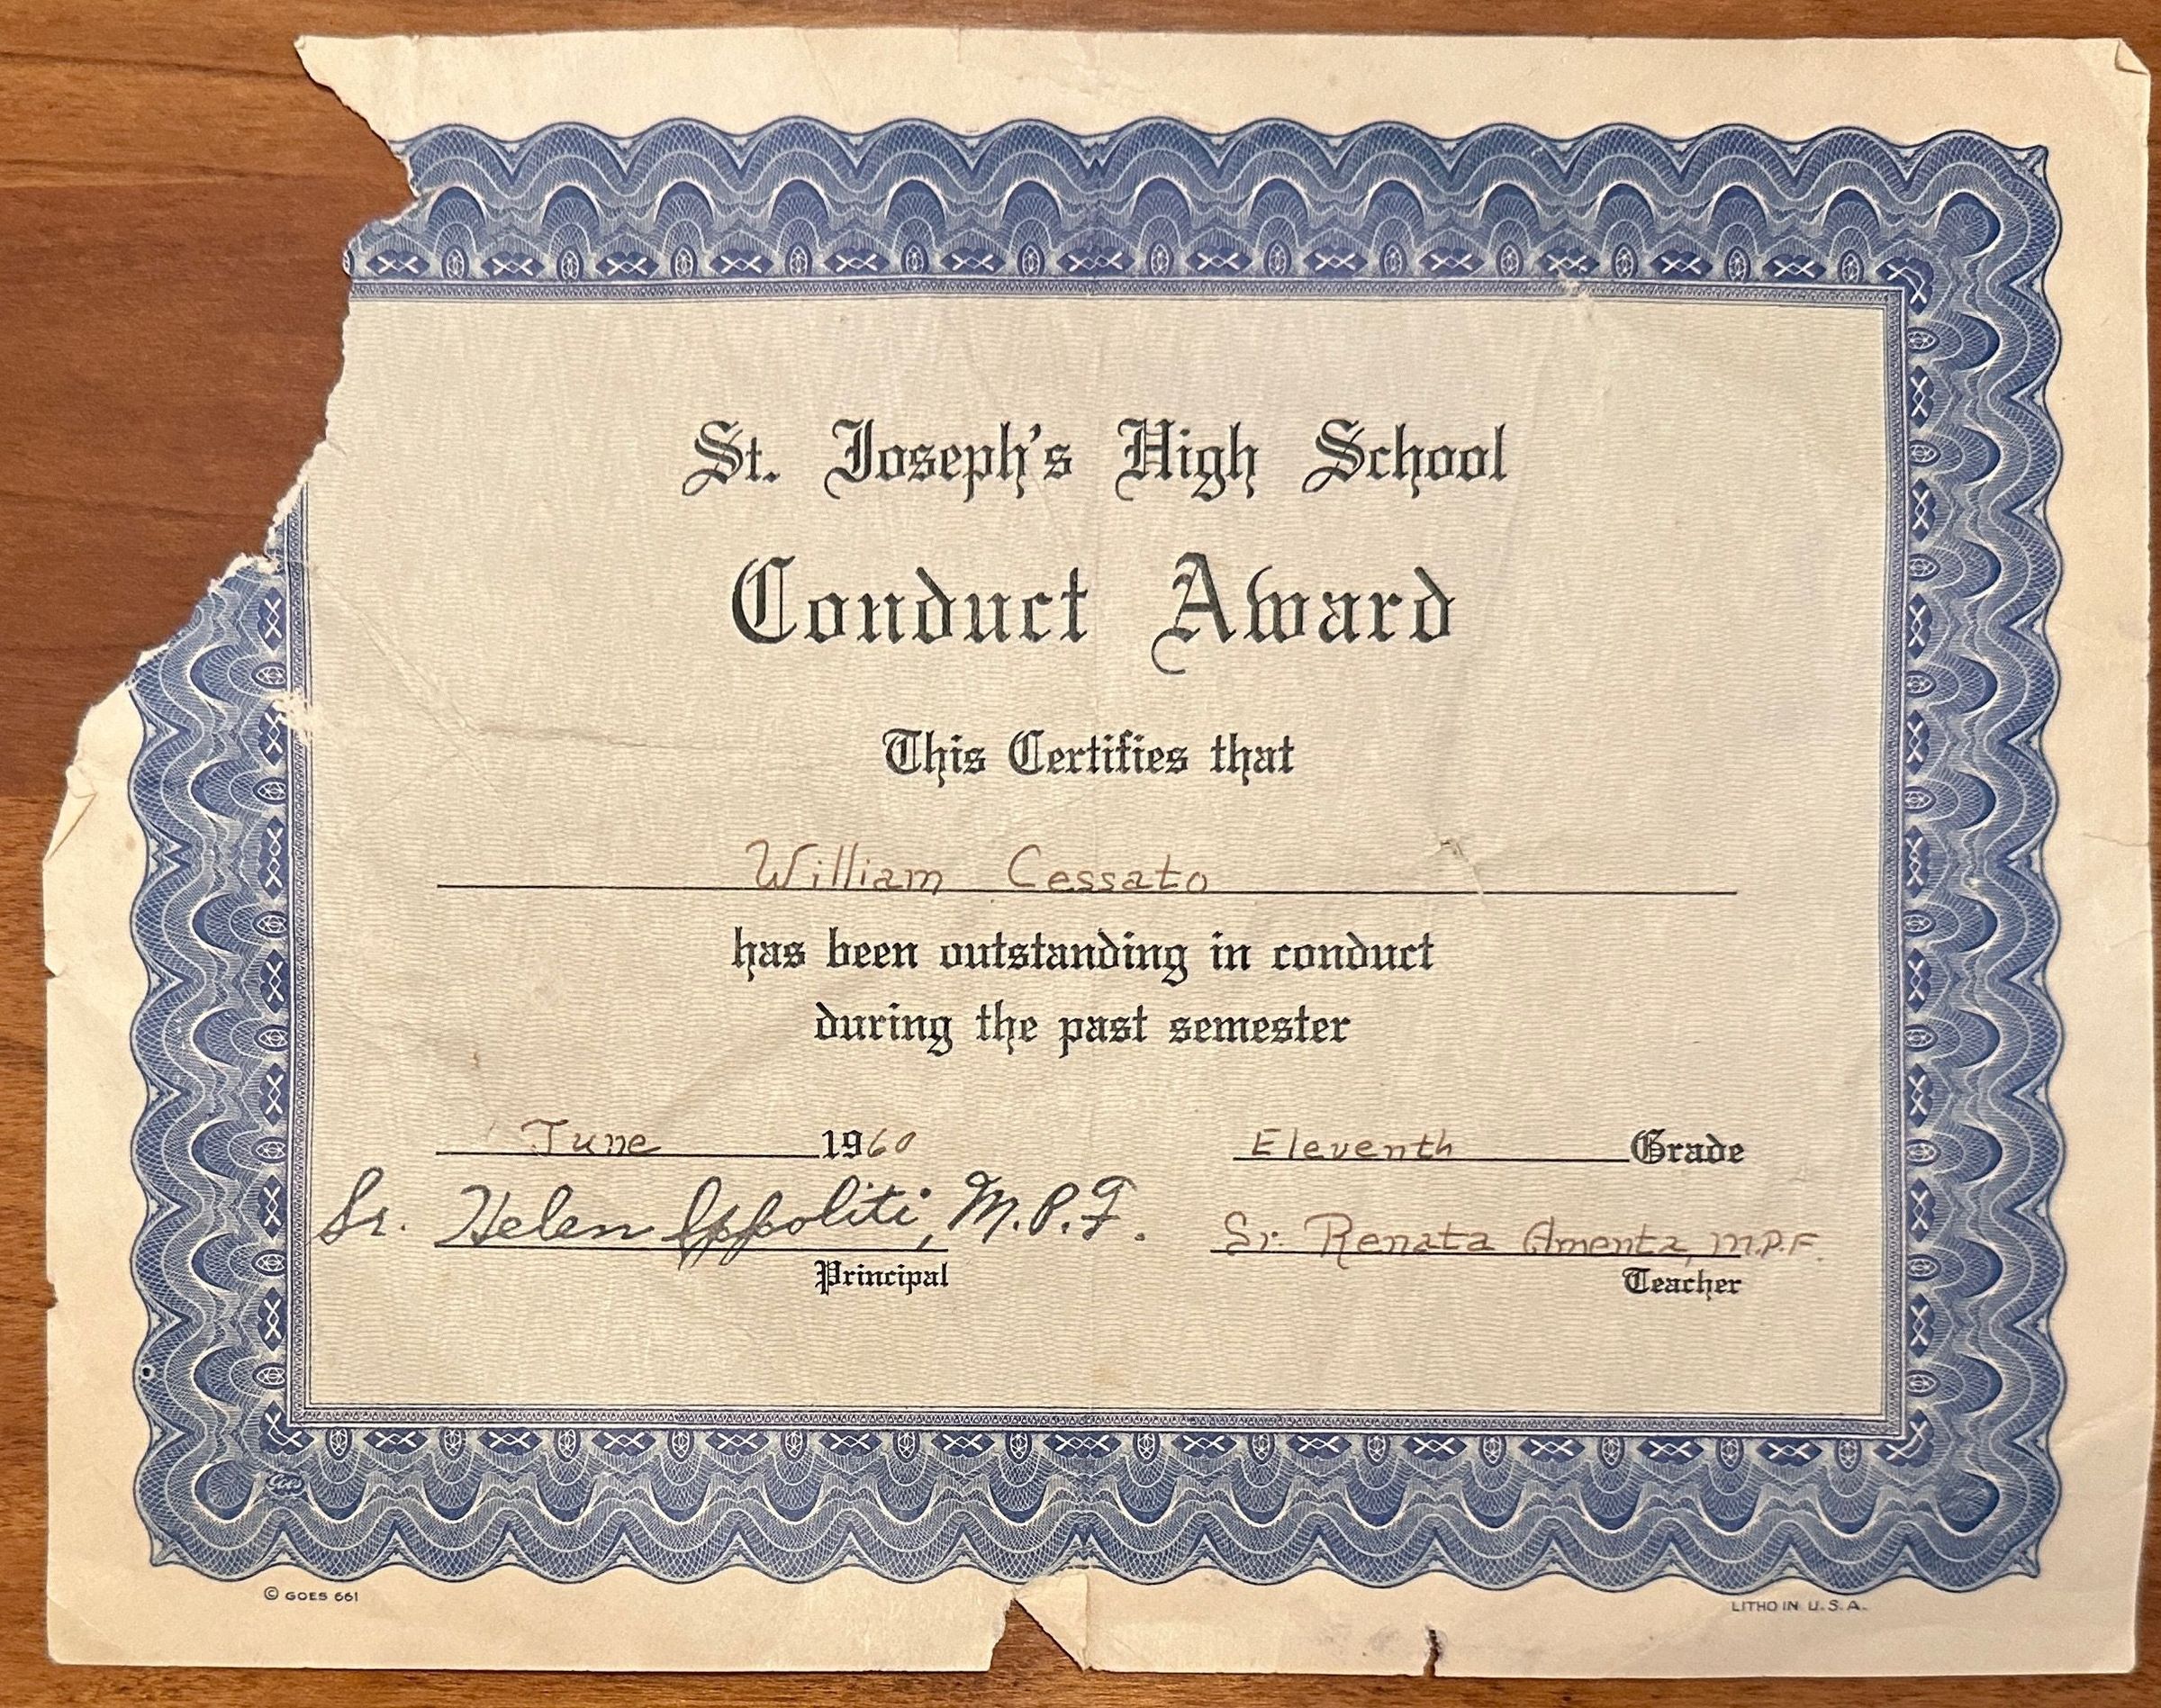 St. Joseph's High School
Conduct Award
This Certifies that
William Cessato
has been outstanding in conduct
during the past semester
June 1960 Eleventh Grade
Sr. Helen Ippoliti, M.P.F. Sr. Renata Amenta, M.P.F.
Principal Teacher
© GOES 661 LITHO IN U.S.A.